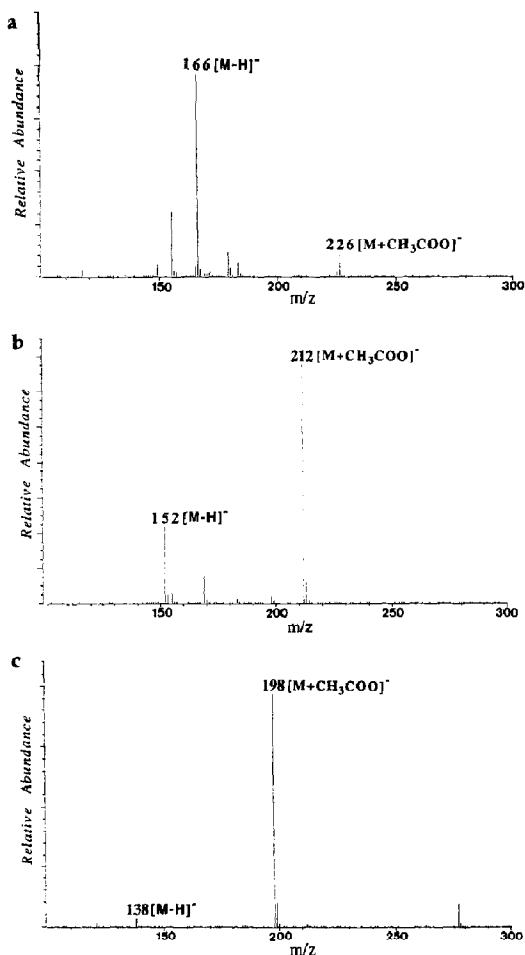 a
Relative Abundance
166 [M-H]⁻
226 [M+CH₃COO]⁻
150
200
250
300
m/z
b
Relative Abundance
212 [M+CH₃COO]⁻
152 [M-H]⁻
150
200
250
300
m/z
c
Relative Abundance
198 [M+CH₃COO]⁻
138 [M-H]⁻
150
200
250
300
m/z